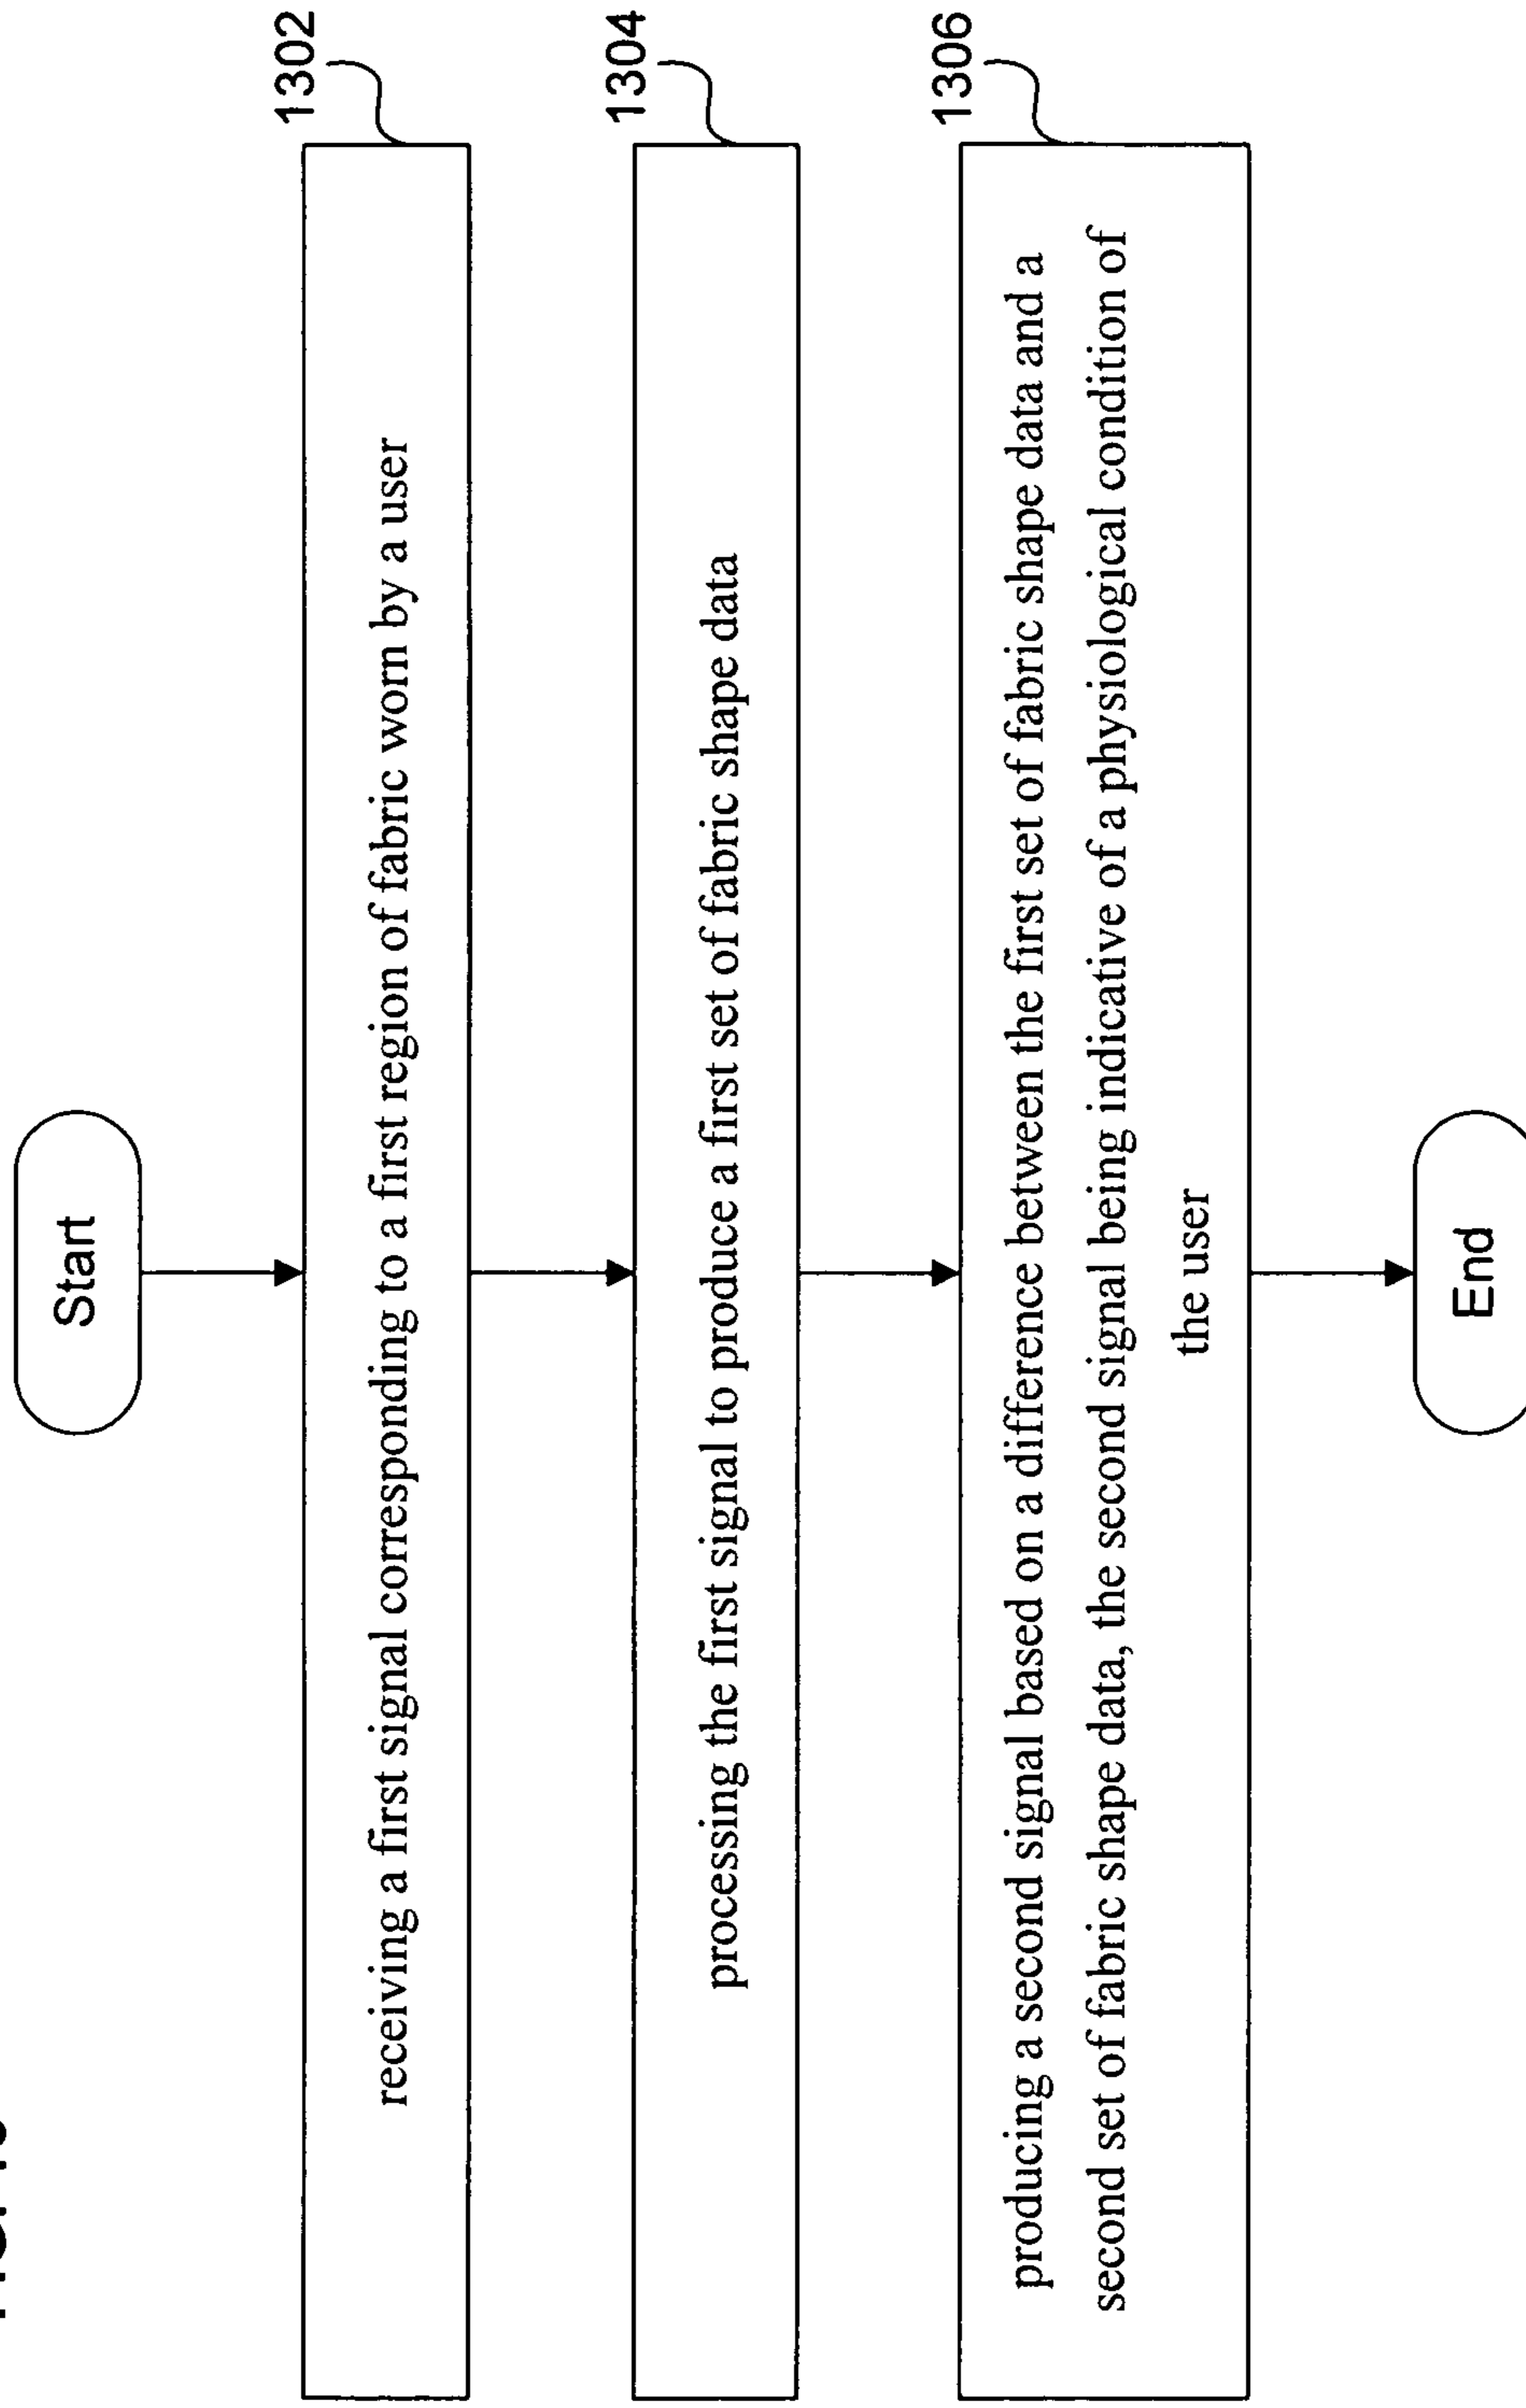 Start
1302
receiving a first signal corresponding to a first region of fabric worn by a user
1304
processing the first signal to produce a first set of fabric shape data
1306
producing a second signal based on a difference between the first set of fabric shape data and a
second set of fabric shape data, the second signal being indicative of a physiological condition of
the user
End